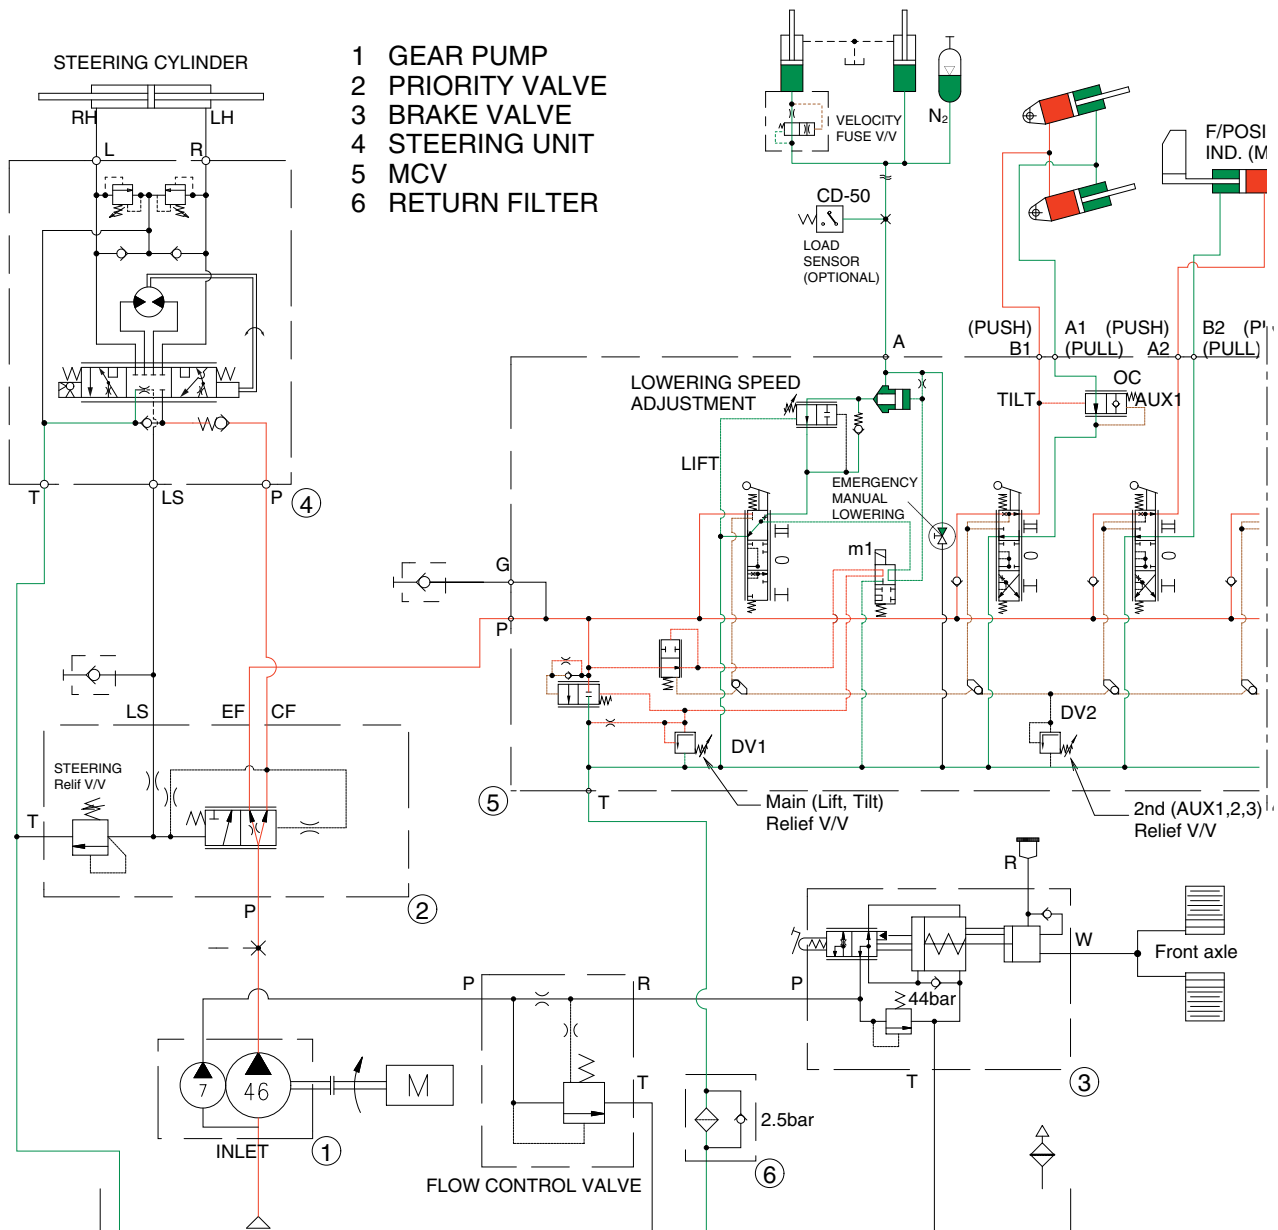 STEERING CYLINDER
RH
LH
L
R
1 GEAR PUMP
2 PRIORITY VALVE
3 BRAKE VALVE
4 STEERING UNIT
5 MCV
6 RETURN FILTER
VELOCITY
FUSE V/V
N2
F/POSI
IND. (M
CD-50
LOAD
SENSOR
(OPTIONAL)
A
(PUSH)
B1
A1
(PULL)
(PUSH)
A2
B2
(PULL)
LOWERING SPEED
ADJUSTMENT
OC
TILT
AUX1
LIFT
EMERGENCY
MANUAL
LOWERING
m1
T
LS
P
4
G
P
LS
EF
CF
STEERING
Relif V/V
T
P
2
DV1
DV2
5
T
Main (Lift, Tilt)
Relief V/V
2nd (AUX1,2,3)
Relief V/V
R
W
Front axle
P
44bar
T
3
P
R
T
7
46
M
INLET
1
FLOW CONTROL VALVE
2.5bar
6